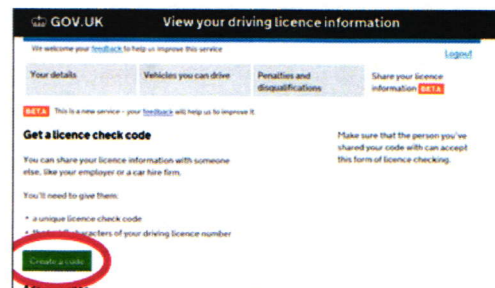 GOV.UK
View your driving licence information
We welcome your feedback to help us improve this service
Logout
Your details
Vehicles you can drive
Penalties and
disqualifications
Share your licence
information BETA
BETA This is a new service - your feedback will help us to improve it
Get a licence check code
You can share your licence information with someone
else, like your employer or a car hire firm.
You'll need to give them:
• a unique licence check code
characters of your driving licence number
Create a code
Make sure that the person you've
shared your code with can accept
this form of licence checking.